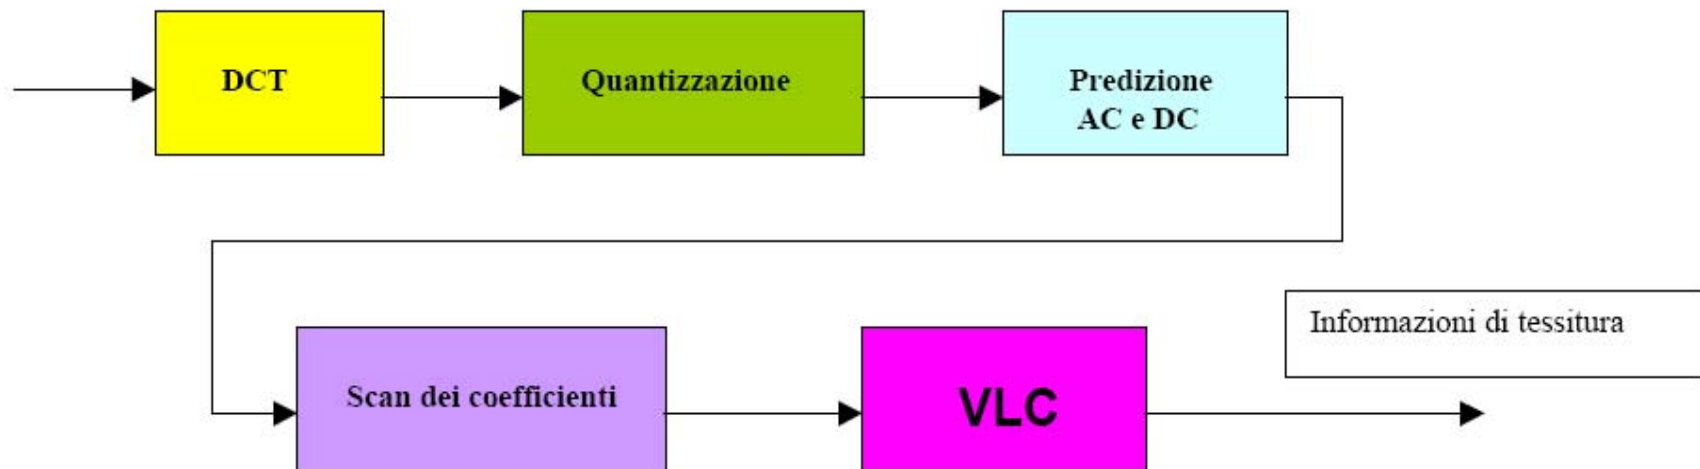 DCT
Quantizzazione
Predizione
AC e DC
Informazioni di tessitura
Scan dei coefficienti
VLC